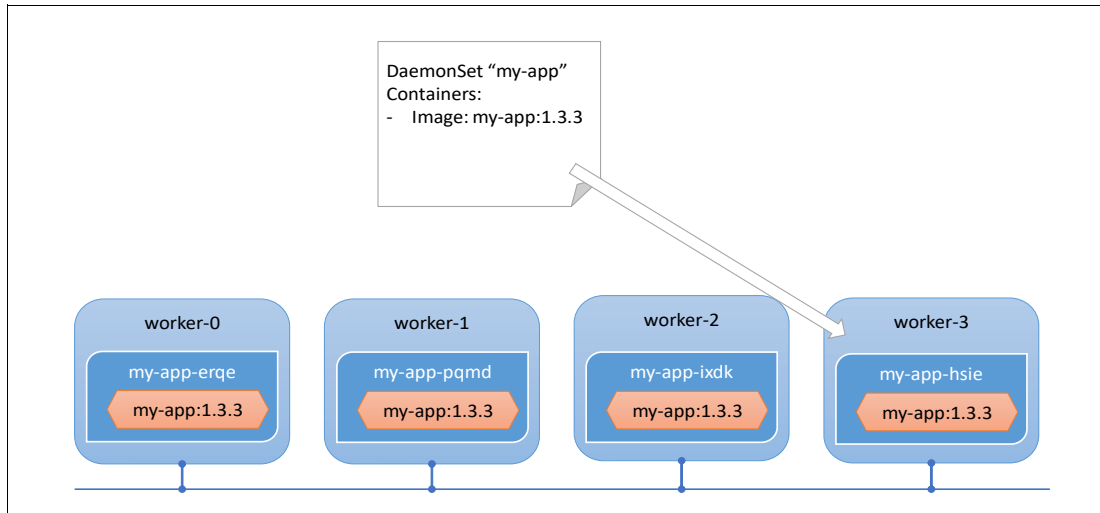 DaemonSet “my-app”
Containers:
- Image: my-app:1.3.3
worker-0
worker-1
worker-2
worker-3
my-app-erqe
my-app-pqmd
my-app-ixdk
my-app-hsie
my-app:1.3.3
my-app:1.3.3
my-app:1.3.3
my-app:1.3.3